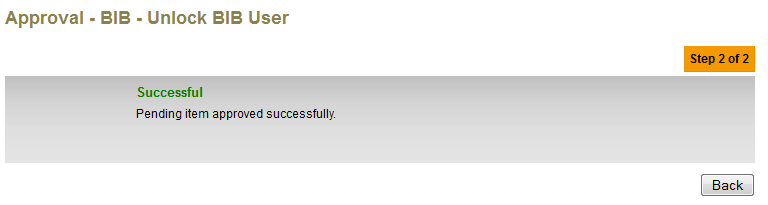 Approval - BIB - Unlock BIB User
Step 2 of 2
Successful
Pending item approved successfully.
Back